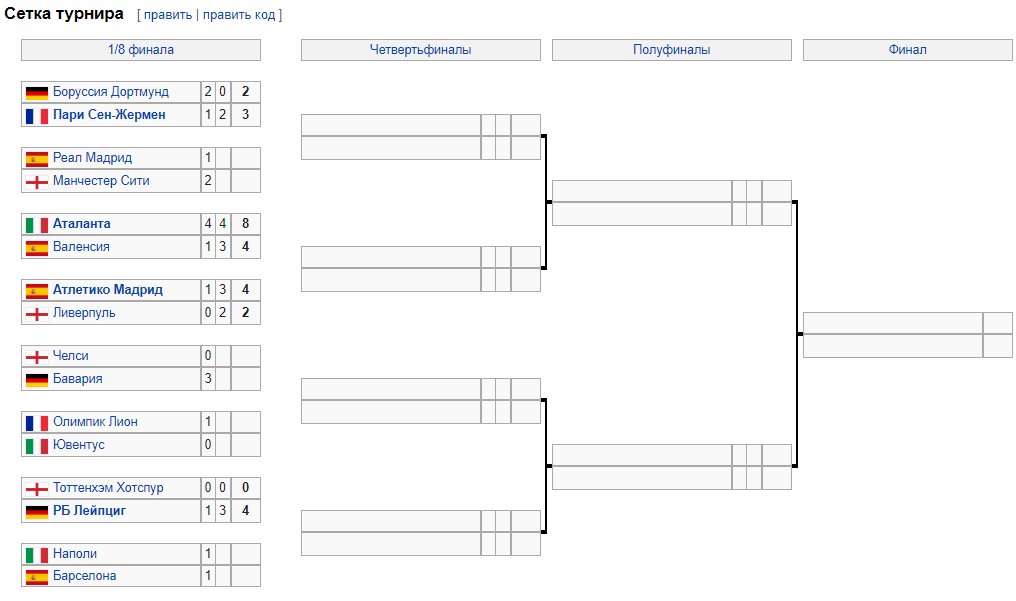 Сетка турнира [ править | править код ]
1/8 финала Четвертьфиналы Полуфиналы Финал
Боруссия Дортмунд 2 0 2
Пари Сен-Жермен 1 2 3
Реал Мадрид 1
Манчестер Сити 2
Аталанта 4 4 8
Валенсия 1 3 4
Атлетико Мадрид 1 3 4
Ливерпуль 0 2 2
Челси 0
Бавария 3
Олимпик Лион 1
Ювентус 0
Тоттенхэм Хотспур 0 0 0
РБ Лейпциг 1 3 4
Наполи 1
Барселона 1